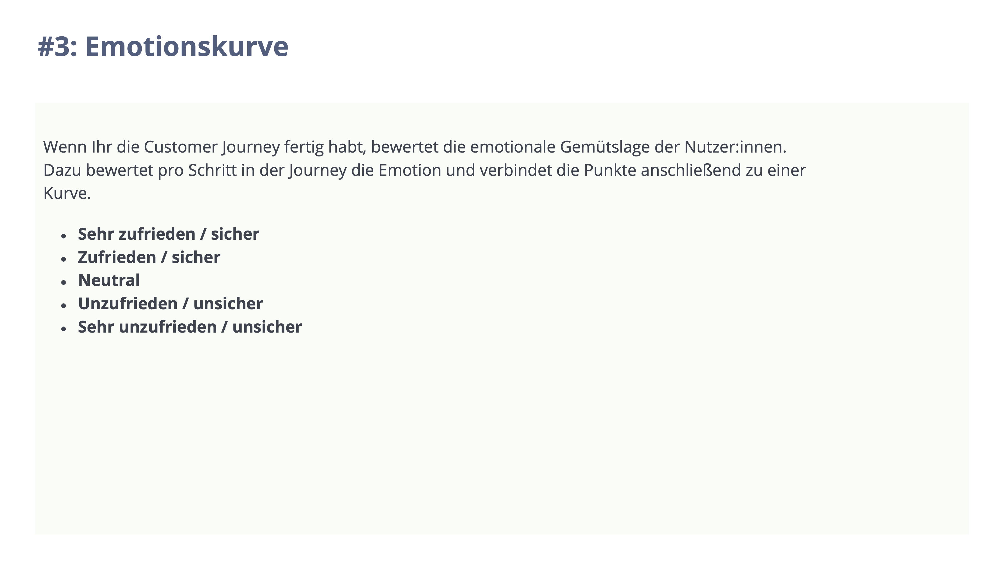 #3: Emotionskurve
Wenn Ihr die Customer Journey fertig habt, bewertet die emotionale Gemütslage der Nutzer:innen.
Dazu bewertet pro Schritt in der Journey die Emotion und verbindet die Punkte anschließend zu einer
Kurve.
• Sehr zufrieden / sicher
• Zufrieden / sicher
• Neutral
• Unzufrieden / unsicher
• Sehr unzufrieden / unsicher